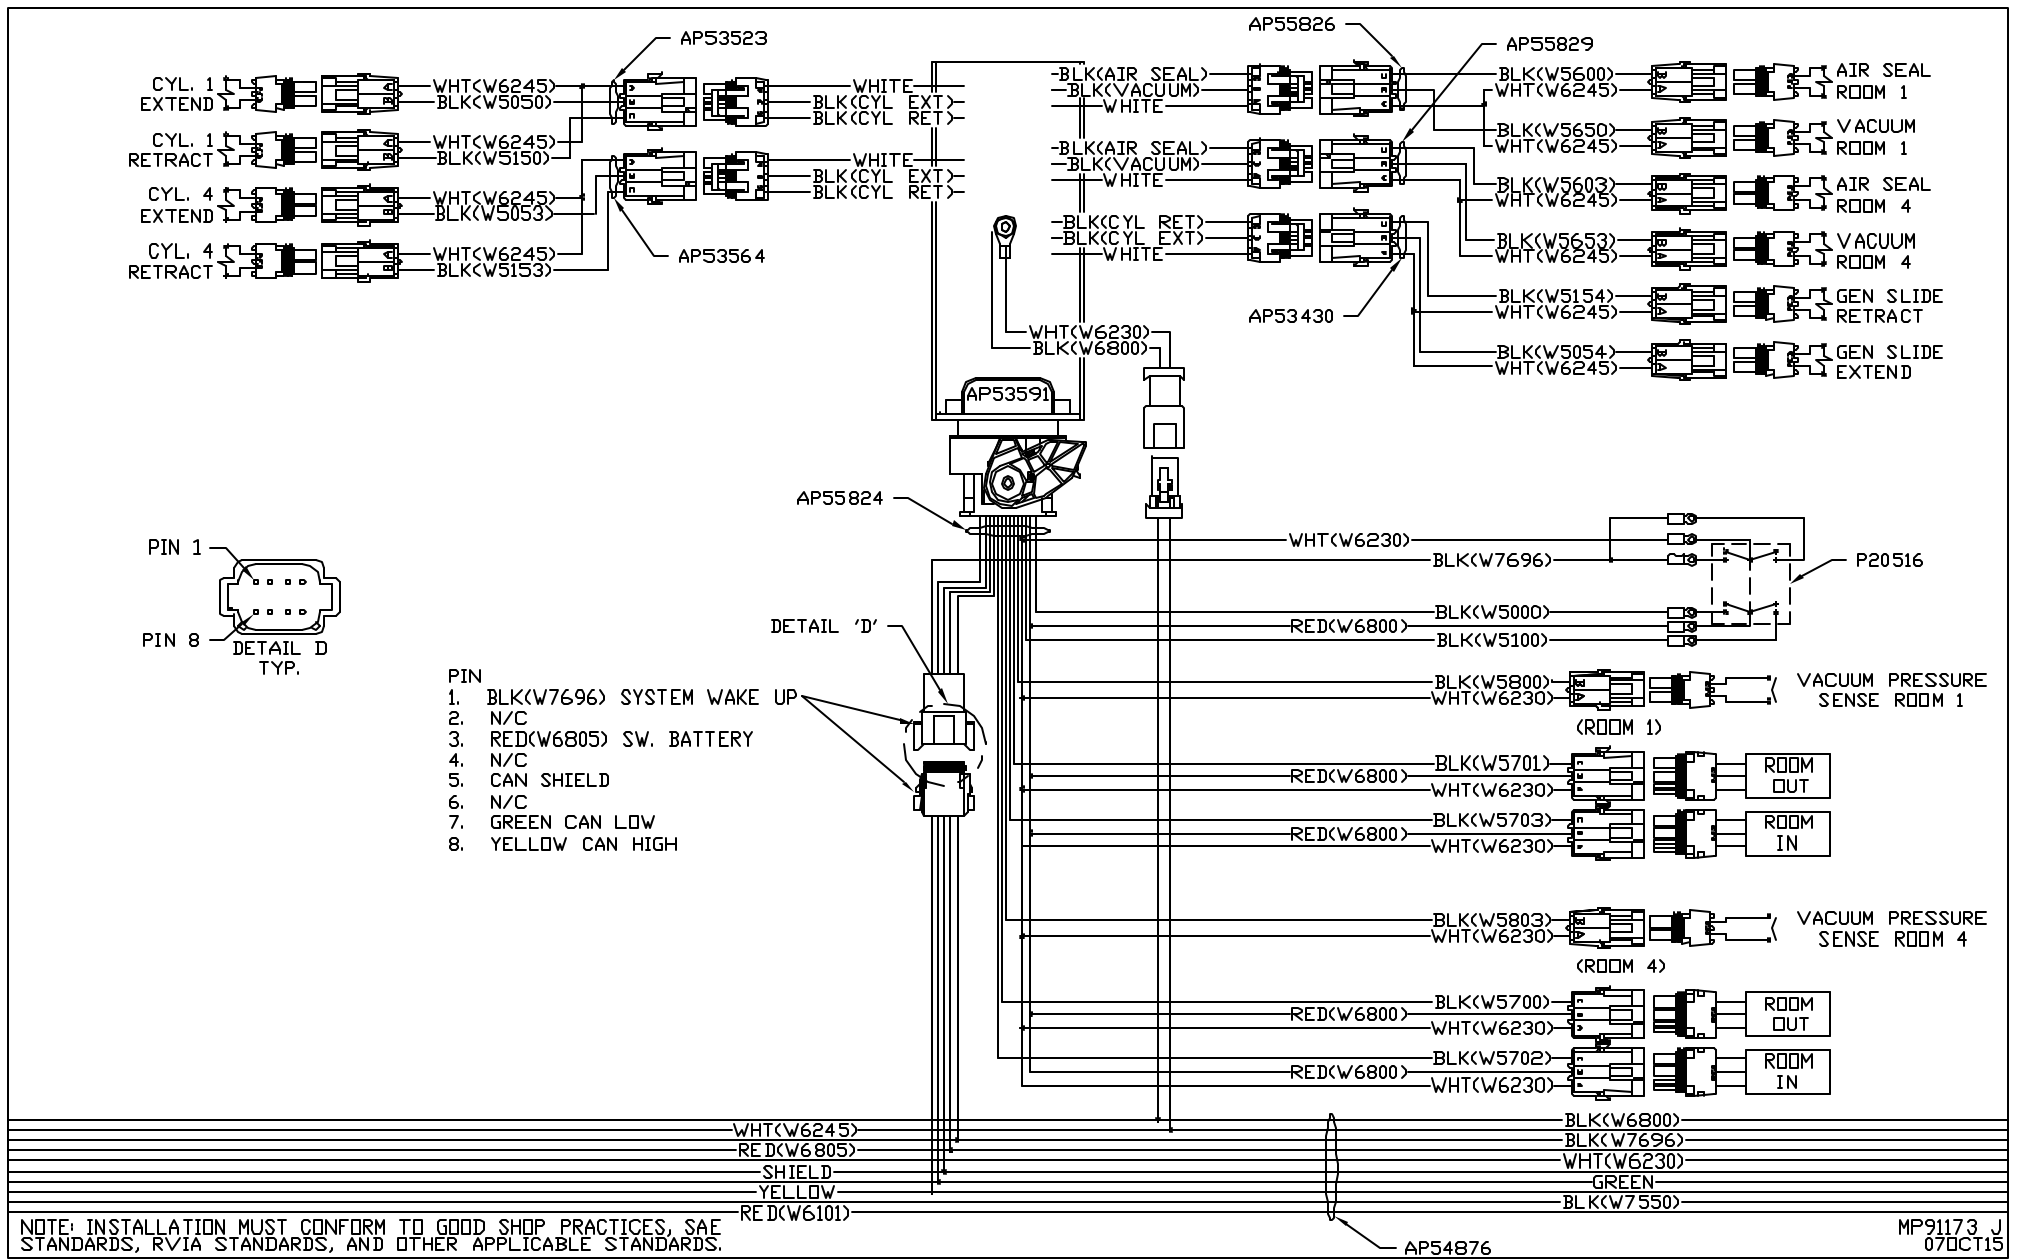 AP53523
CYL. 1
EXTEND
WHT(W6245)
BLK(W5050)
WHITE
BLK(CYL EXT)
BLK(CYL RET)
CYL. 1
RETRACT
WHT(W6245)
BLK(W5150)
WHITE
BLK(CYL EXT)
BLK(CYL RET)
CYL. 4
EXTEND
WHT(W6245)
BLK(W5053)
CYL. 4
RETRACT
WHT(W6245)
BLK(W5153)
AP53564
AP55826
AP55829
BLK(AIR SEAL)
BLK(VACUUM)
WHITE
BLK(W5600)
WHT(W6245)
AIR SEAL
ROOM 1
BLK(W5650)
WHT(W6245)
VACUUM
ROOM 1
BLK(AIR SEAL)
BLK(VACUUM)
WHITE
BLK(W5603)
WHT(W6245)
AIR SEAL
ROOM 4
BLK(CYL RET)
BLK(CYL EXT)
WHITE
BLK(W5653)
WHT(W6245)
VACUUM
ROOM 4
AP53430
BLK(W5154)
WHT(W6245)
GEN SLIDE
RETRACT
BLK(W5054)
WHT(W6245)
GEN SLIDE
EXTEND
WHT(W6230)
BLK(W6800)
AP53591
AP55824
WHT(W6230)
BLK(W7696)
P20516
BLK(W5000)
RED(W6800)
BLK(W5100)
PIN 1
PIN 8
DETAIL D
TYP.
DETAIL 'D'
PIN
1. BLK(W7696) SYSTEM WAKE UP
2. N/C
3. RED(W6805) SW. BATTERY
4. N/C
5. CAN SHIELD
6. N/C
7. GREEN CAN LOW
8. YELLOW CAN HIGH
BLK(W5800)
WHT(W6230)
VACUUM PRESSURE
SENSE ROOM 1
(ROOM 1)
BLK(W5701)
RED(W6800)
WHT(W6230)
ROOM
OUT
BLK(W5703)
RED(W6800)
WHT(W6230)
ROOM
IN
BLK(W5803)
WHT(W6230)
VACUUM PRESSURE
SENSE ROOM 4
(ROOM 4)
BLK(W5700)
RED(W6800)
WHT(W6230)
ROOM
OUT
BLK(W5702)
RED(W6800)
WHT(W6230)
ROOM
IN
BLK(W6800)
WHT(W6245)
BLK(W7696)
RED(W6805)
WHT(W6230)
SHIELD
GREEN
YELLOW
BLK(W7550)
RED(W6101)
AP54876
NOTE: INSTALLATION MUST CONFORM TO GOOD SHOP PRACTICES, SAE
STANDARDS, RVIA STANDARDS, AND OTHER APPLICABLE STANDARDS.
MP91173 J
07OCT15